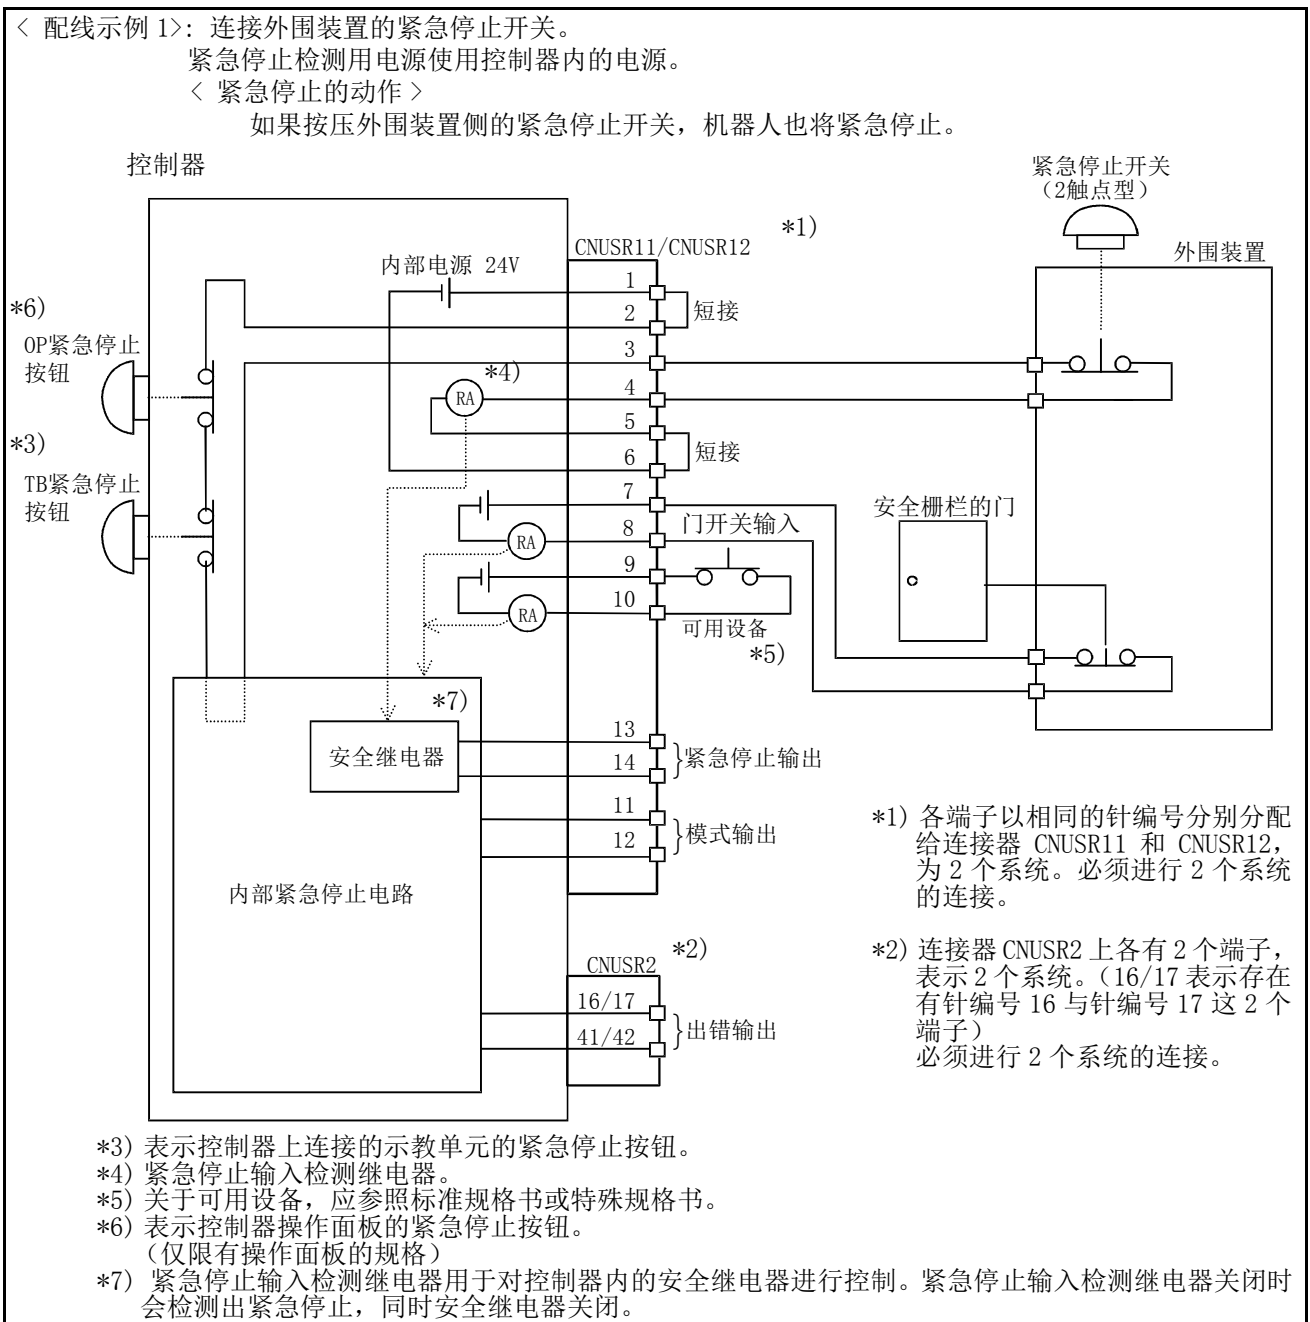 < 配线示例 1>: 连接外围装置的紧急停止开关。
紧急停止检测用电源使用控制器内的电源。
< 紧急停止的动作 >
如果按压外围装置侧的紧急停止开关，机器人也将紧急停止。
控制器
紧急停止开关
（2触点型）
*1)
CNUSR11/CNUSR12
外围装置
内部电源 24V
1
*6)
2
短接
OP紧急停止
按钮
3
*4)
RA
4
*3)
5
短接
6
TB紧急停止
按钮
7
安全栅栏的门
门开关输入
8
RA
9
10
RA
可用设备
*5)
*7)
安全继电器
13
14
}紧急停止输出
11
12
}模式输出
内部紧急停止电路
*1) 各端子以相同的针编号分别分配
给连接器 CNUSR11 和 CNUSR12，
为 2 个系统。必须进行 2 个系统
的连接。
*2)
CNUSR2
16/17
41/42
}出错输出
*2) 连接器 CNUSR2 上各有 2 个端子，
表示 2 个系统。（16/17 表示存在
有针编号 16 与针编号 17 这 2 个
端子）
必须进行 2 个系统的连接。
*3) 表示控制器上连接的示教单元的紧急停止按钮。
*4) 紧急停止输入检测继电器。
*5) 关于可用设备，应参照标准规格书或特殊规格书。
*6) 表示控制器操作面板的紧急停止按钮。
（仅限有操作面板的规格）
*7) 紧急停止输入检测继电器用于对控制器内的安全继电器进行控制。紧急停止输入检测继电器关闭时
会检测出紧急停止，同时安全继电器关闭。